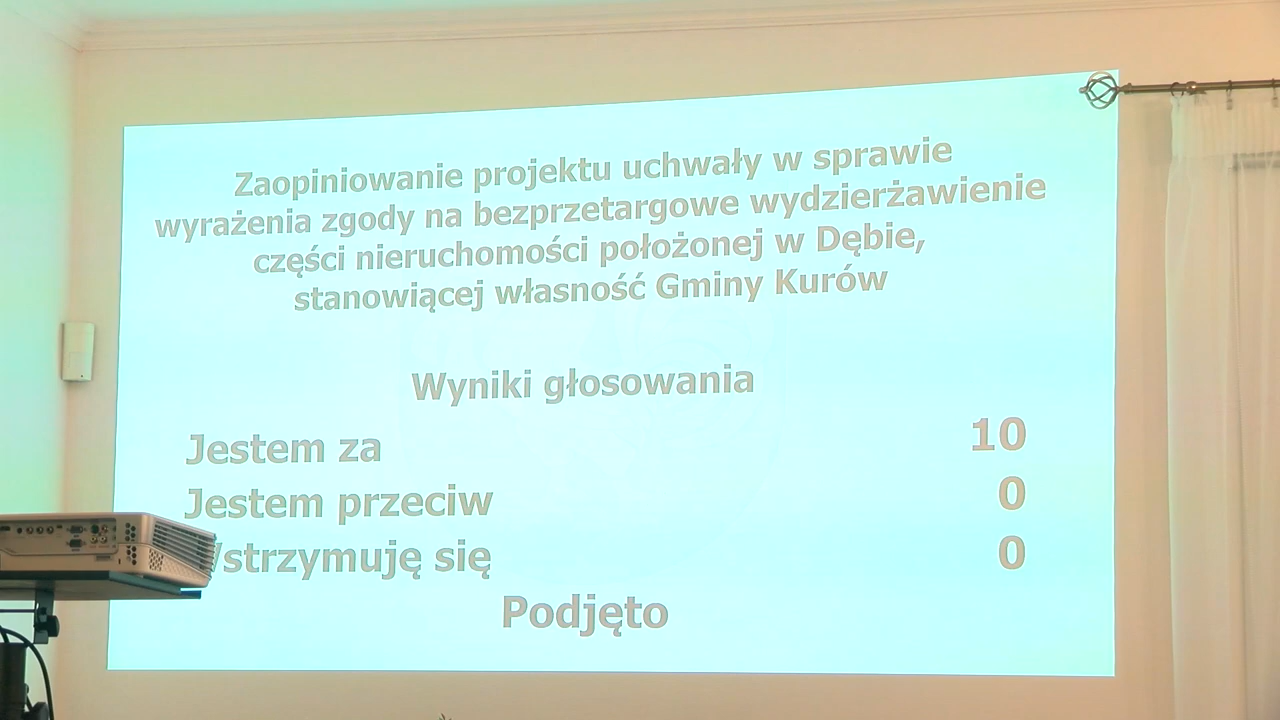 Zaopiniowanie projektu uchwały w sprawie
wyrażenia zgody na bezprzetargowe wydzierżawienie
części nieruchomości położonej w Dębie,
stanowiącej własność Gminy Kurów
Wyniki głosowania
Jestem za 10
Jestem przeciw 0
Wstrzymuję się 0
Podjęto